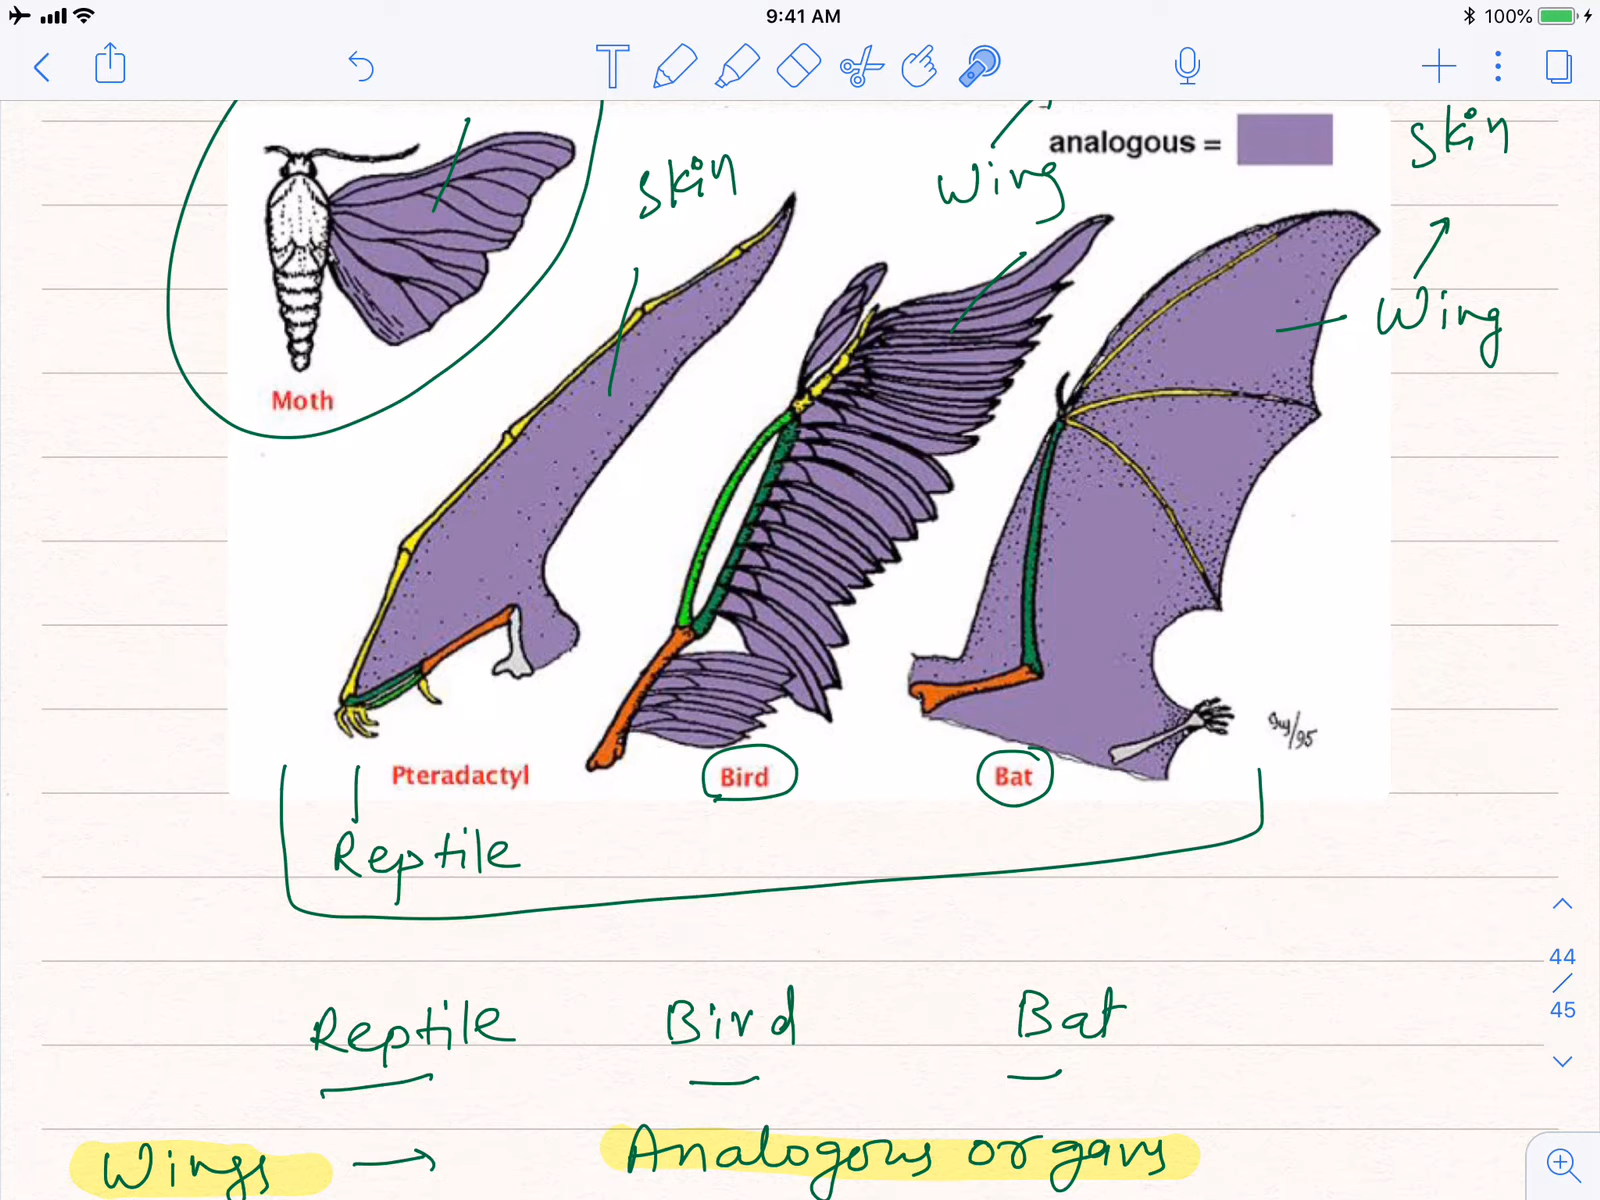 9:41 AM
100%
T
analogous =
skin
skin
wing
wing
Moth
Pteradactyl
Bird
Bat
Reptile
44
/
45
Reptile Bird Bat
Wings → Analogous organs